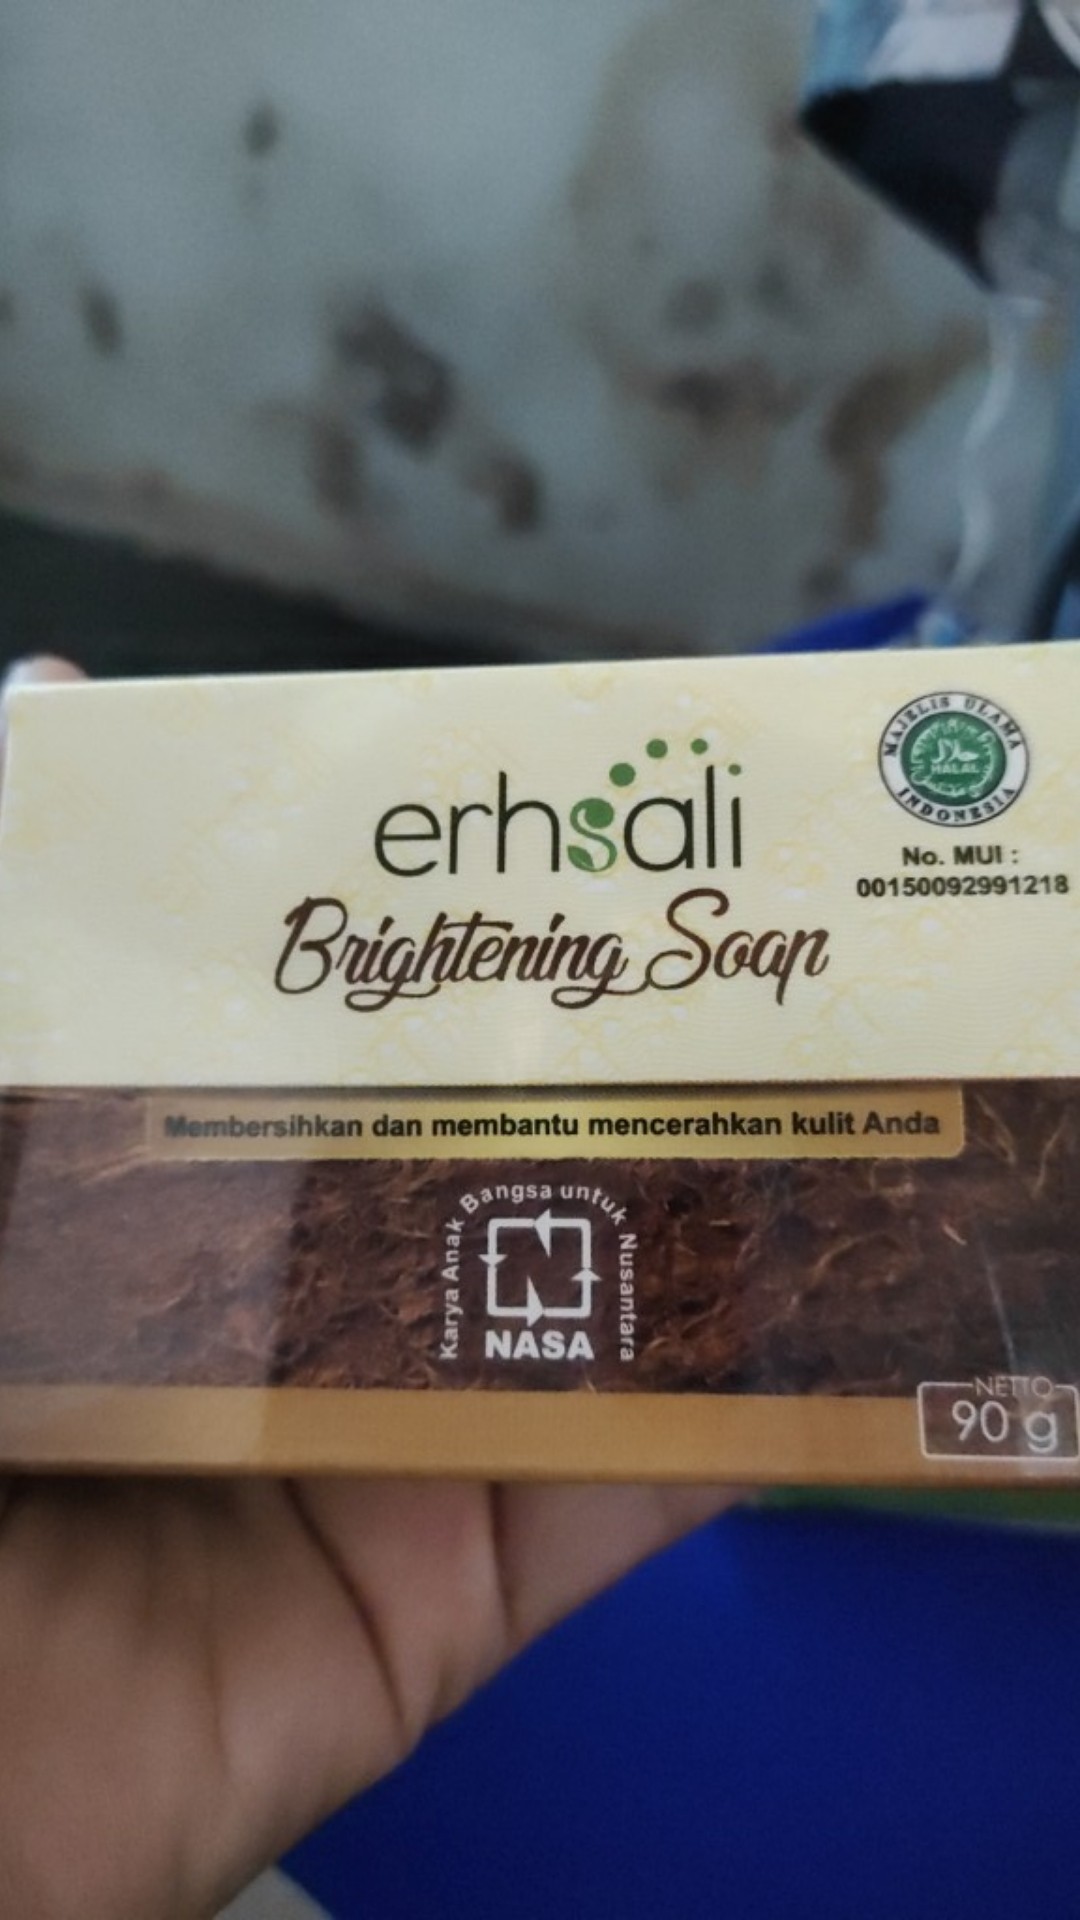 erhsali
Brightening Soap
MAJELIS ULAMA
حلال
HALAL
INDONESIA
No. MUI :
00150092991218
Membersihkan dan membantu mencerahkan kulit Anda
Karya Anak Bangsa untuk Nusantara
N
NASA
NETTO
90 g